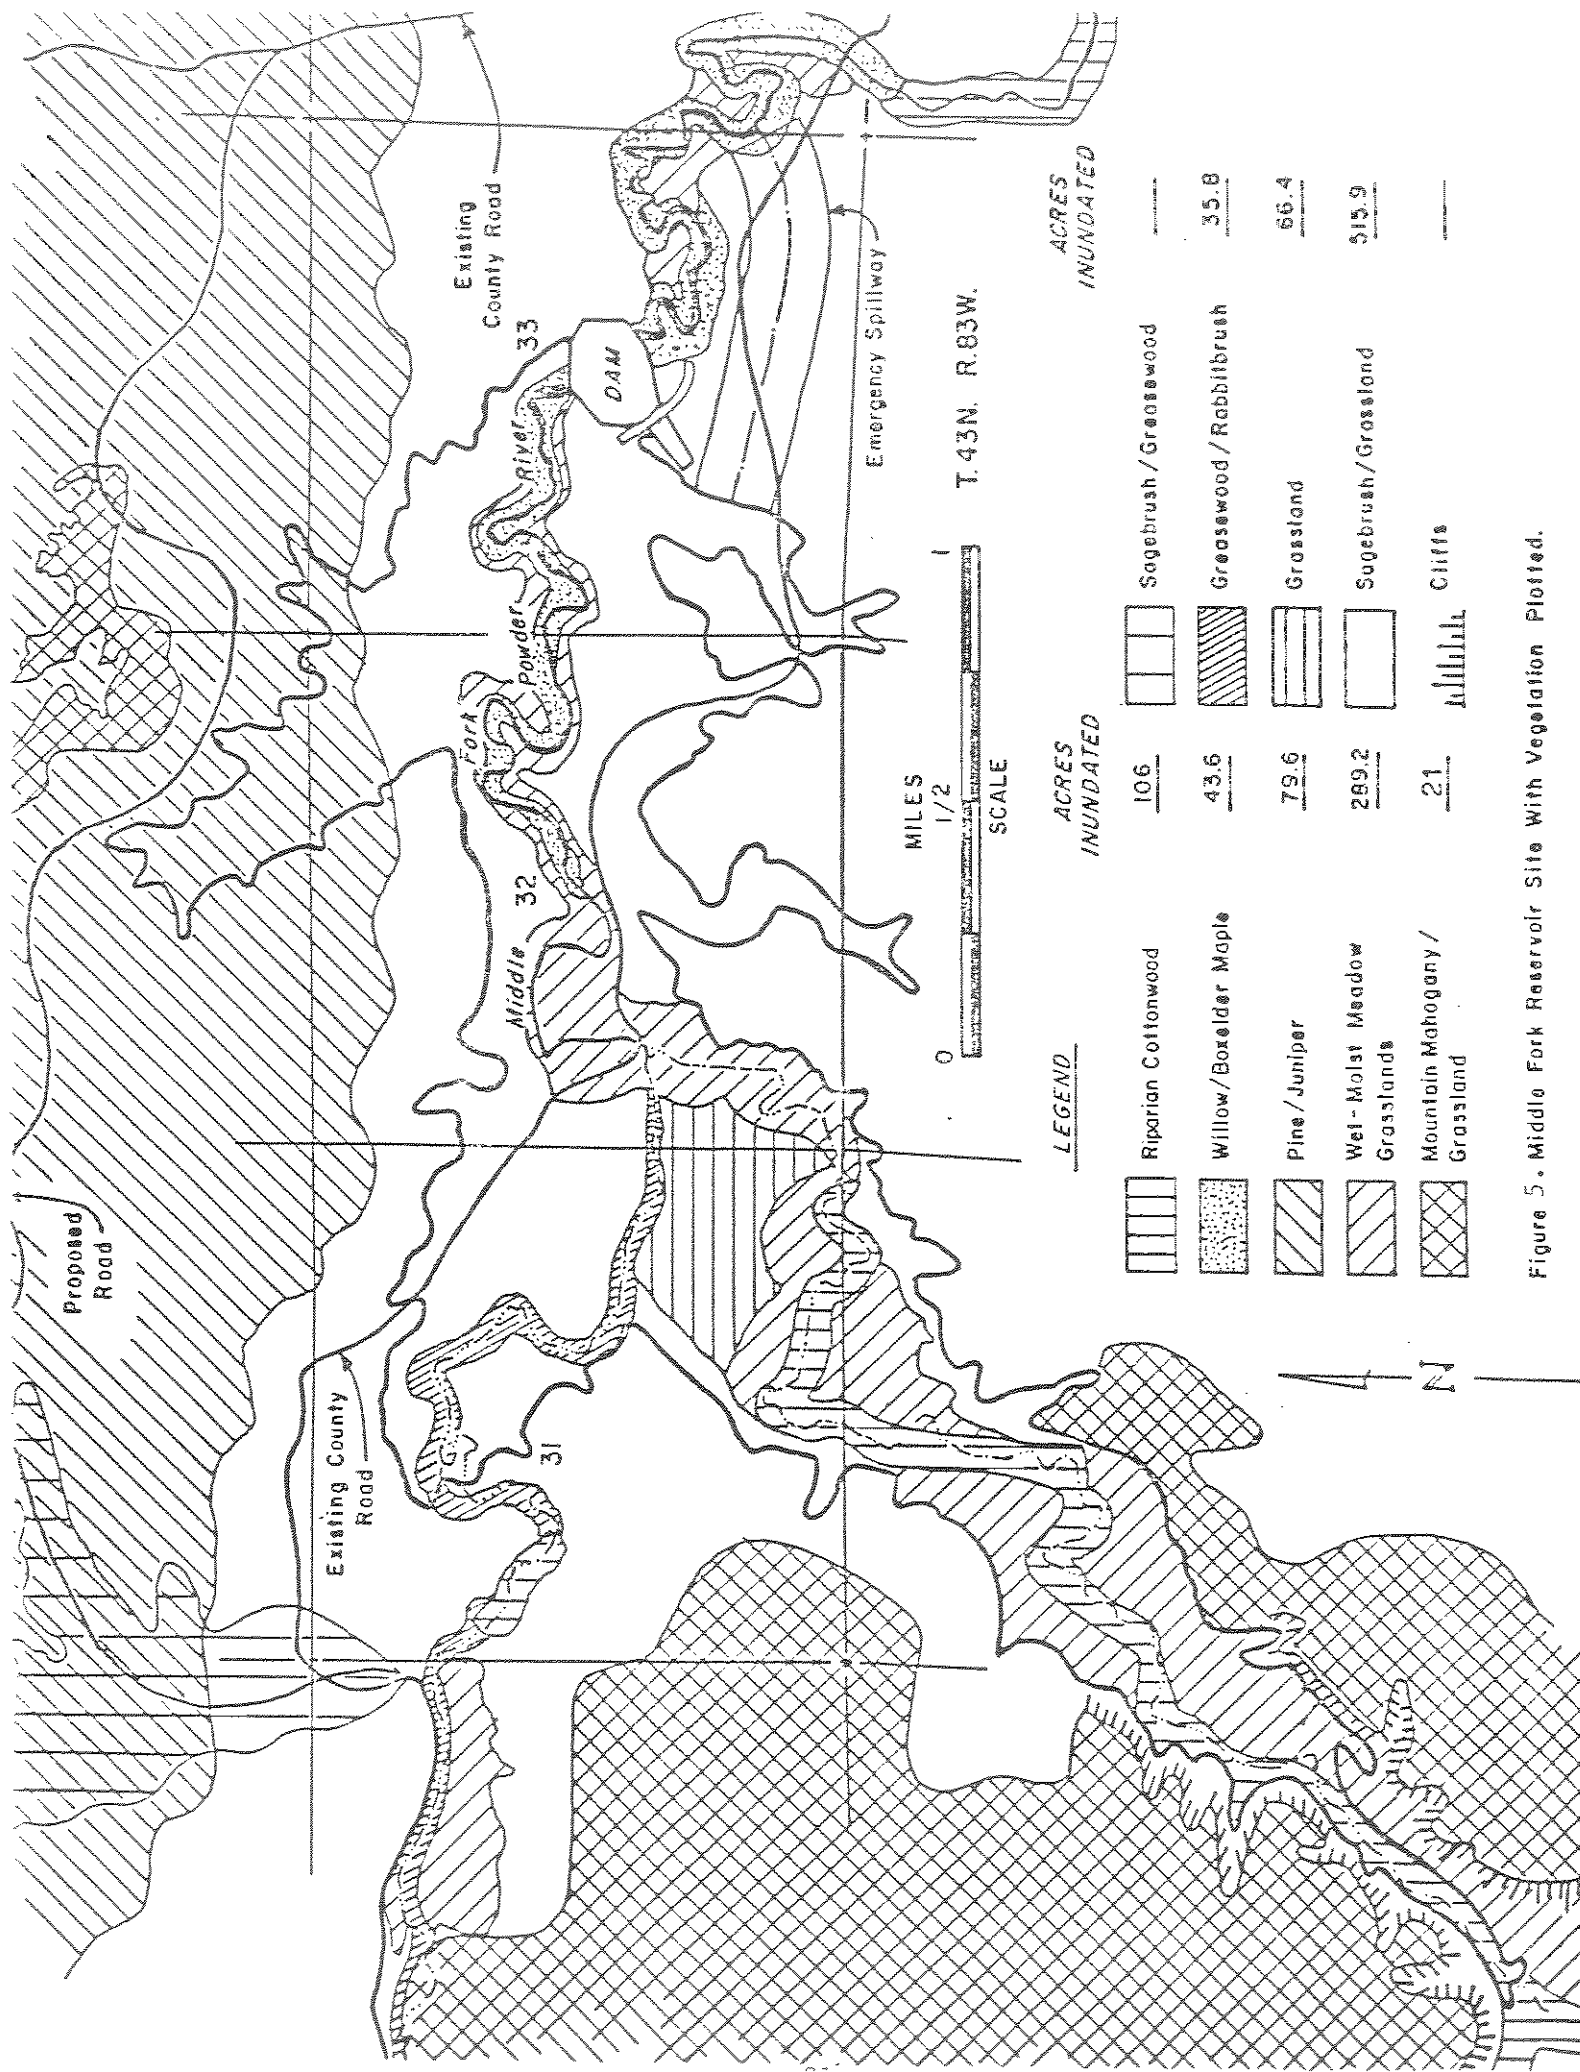 Proposed
Road
Existing
County Road
Existing County
Road
33
32
31
DAM
Middle
Fork
Powder
River
Emergency Spillway
T. 43N. R.83W.
MILES
0
1/2
1
SCALE
LEGEND
ACRES
INUNDATED
ACRES
INUNDATED
Riparian Cottonwood
106
Sagebrush/Greasewood
Willow/Boxelder Maple
43.6
Greasewood/Rabbitbrush
35.8
Pine/Juniper
79.6
Grassland
66.4
Wet-Moist Meadow
Grasslands
289.2
Sagebrush/Grassland
515.9
Mountain Mahogany/
Grassland
21
Cliffs
N
Figure 5. Middle Fork Reservoir Site With Vegetation Plotted.